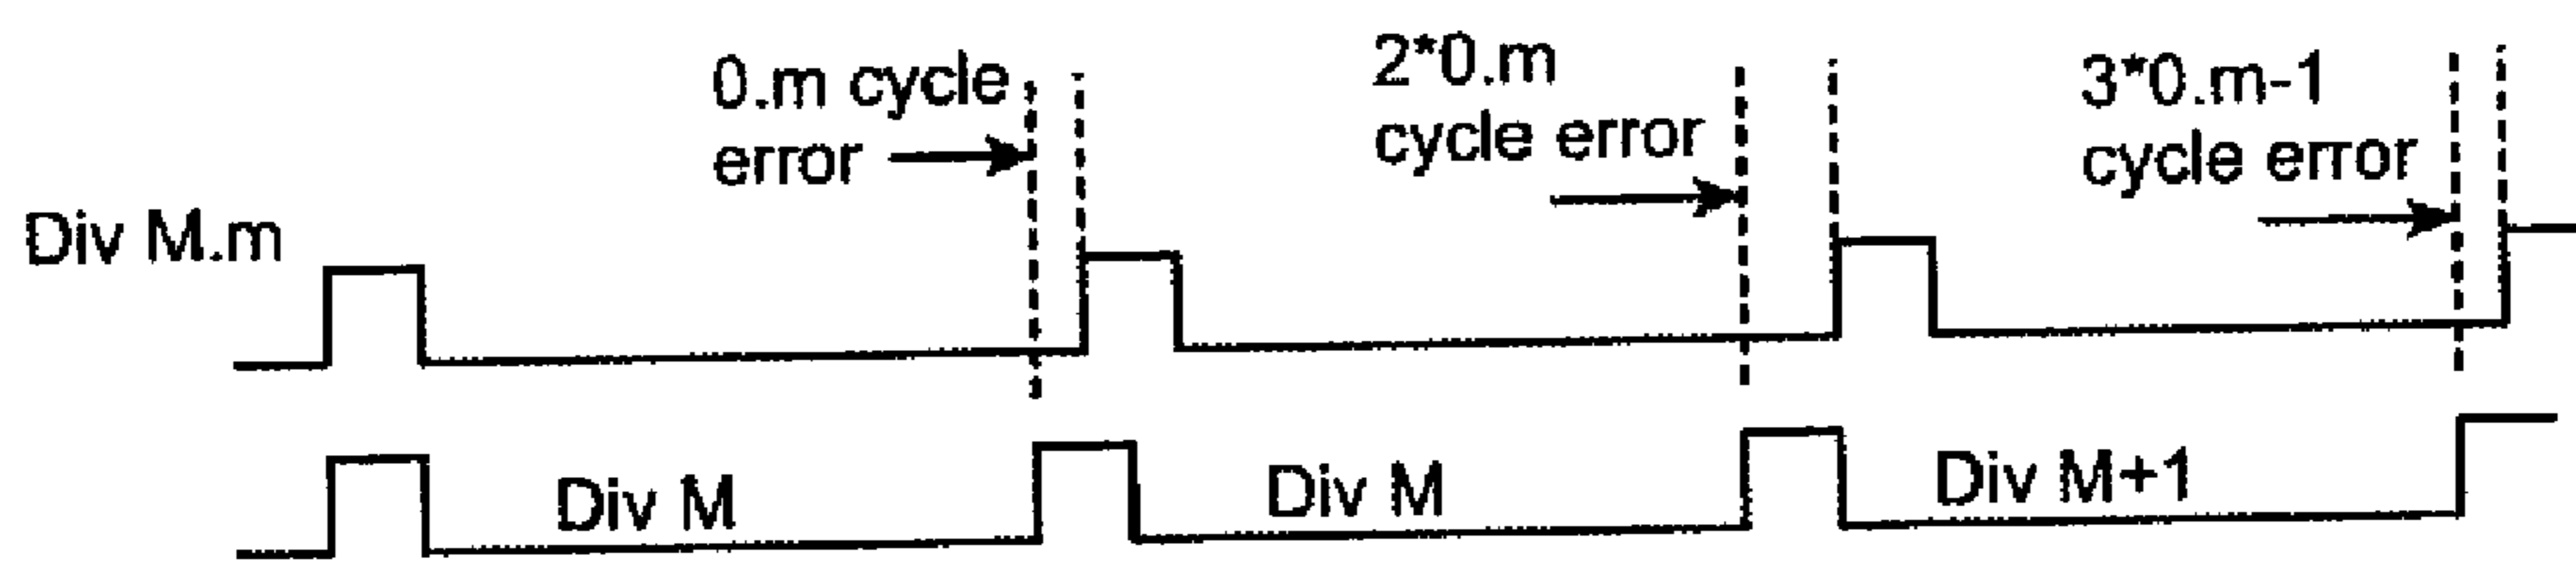 0.m cycle
error
2*0.m
cycle error
3*0.m-1
cycle error
Div M.m
Div M
Div M
Div M+1